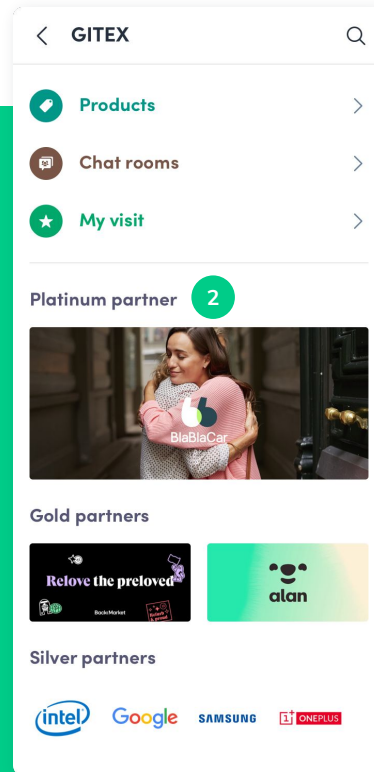 GITEX
Products
Chat rooms
My visit
Platinum partner 2
BlaBlaCar
Gold partners
Relove the preloved
BackMarket
alan
Silver partners
intel Google SAMSUNG 1+ ONEPLUS